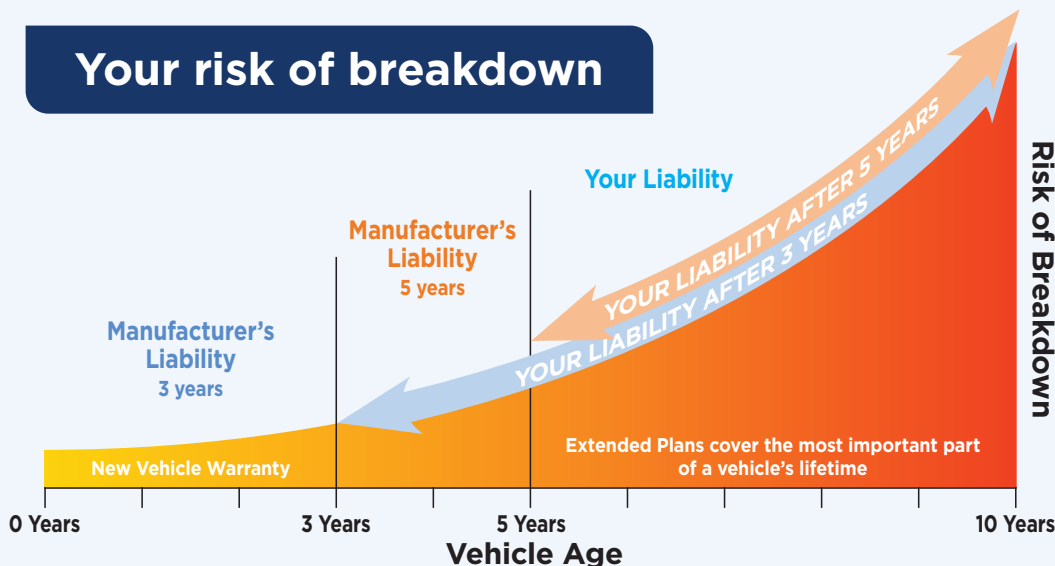 Your risk of breakdown
Your Liability
YOUR LIABILITY AFTER 5 YEARS
YOUR LIABILITY AFTER 3 YEARS
Manufacturer's
Liability
5 years
Manufacturer's
Liability
3 years
New Vehicle Warranty
Extended Plans cover the most important part
of a vehicle's lifetime
Risk of Breakdown
0 Years
3 Years
5 Years
10 Years
Vehicle Age